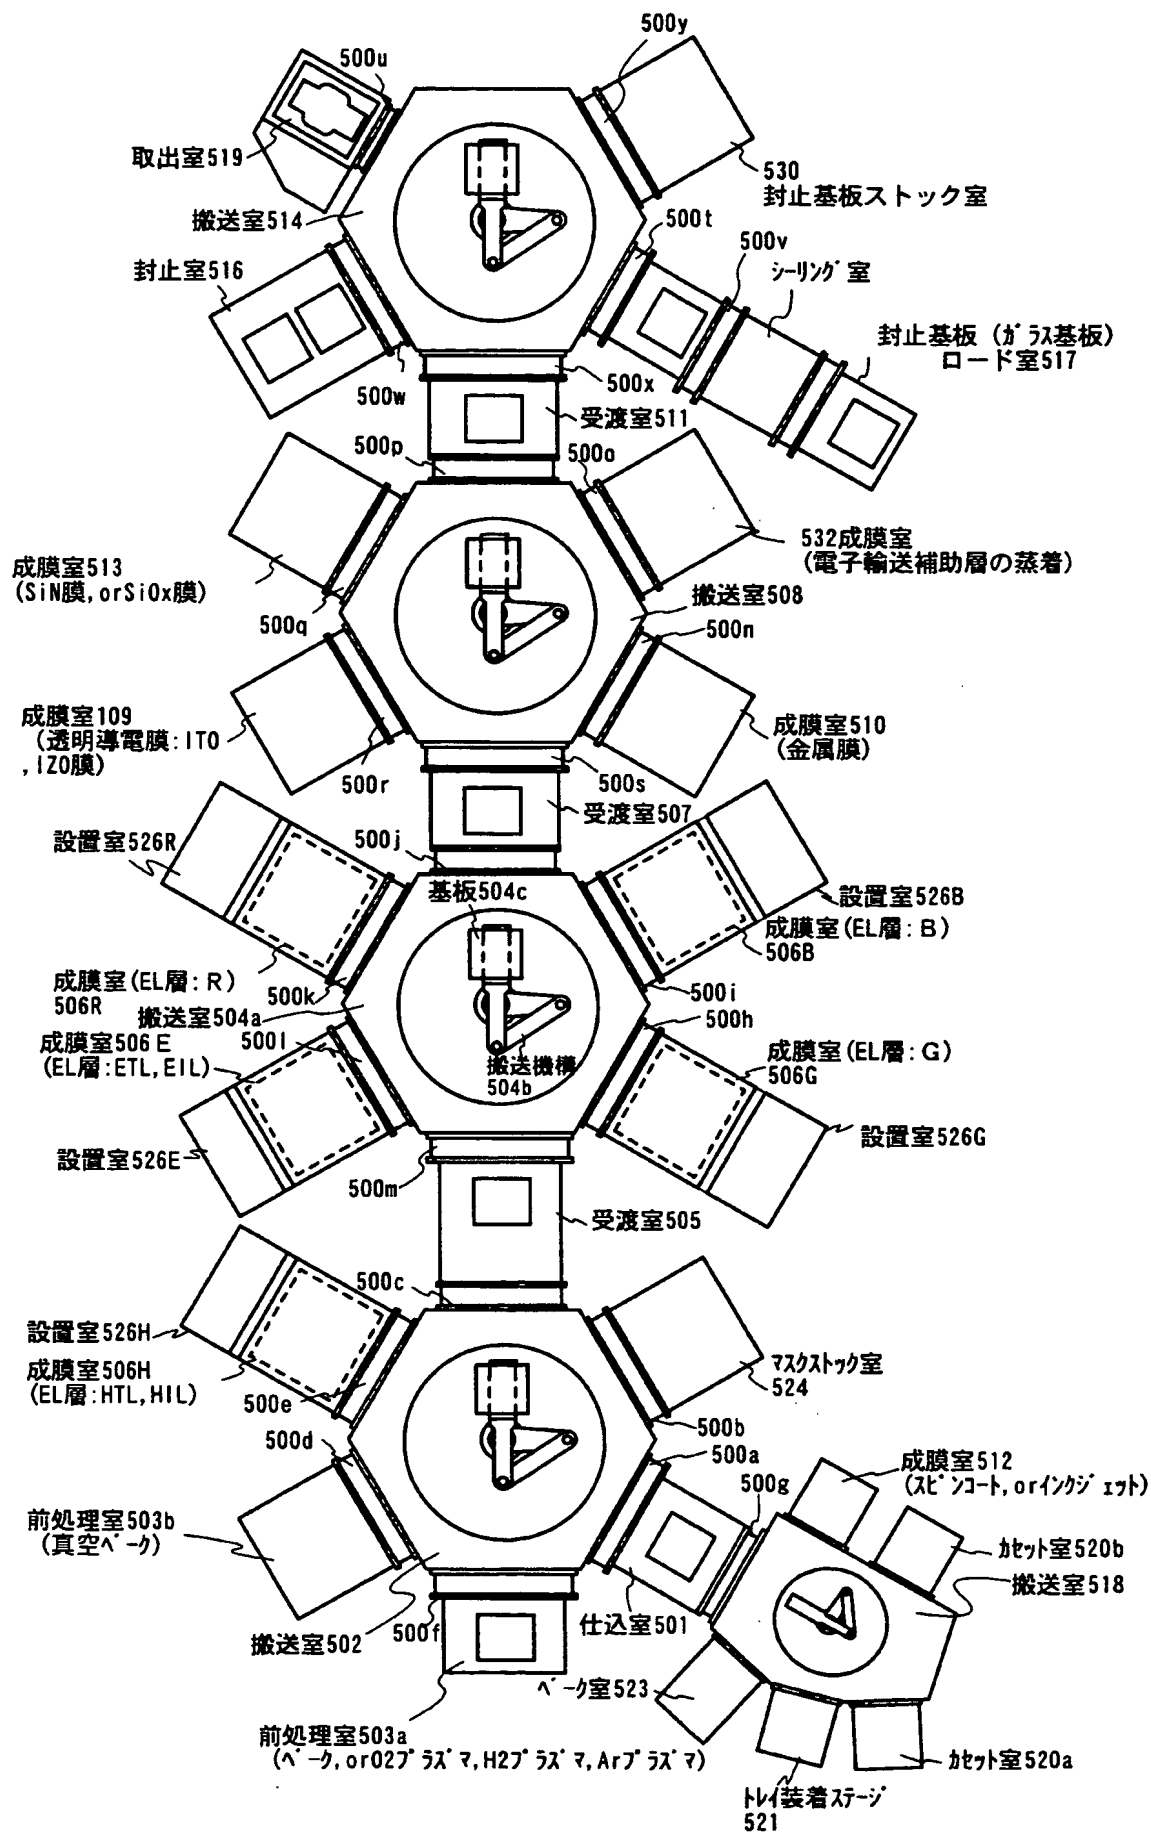 500y
500u
取出室519
530
封止基板ストック室
搬送室514
500t
500v
シーリング室
封止室516
封止基板 (ガラス基板)
ロード室517
500w
500x
受渡室511
500p
500o
532成膜室
(電子輸送補助層の蒸着)
成膜室513
(SiN膜,orSiOx膜)
搬送室508
500q
500n
成膜室109
(透明導電膜:ITO
,IZO膜)
成膜室510
(金属膜)
500r
500s
受渡室507
設置室526R
500j
基板504c
設置室526B
成膜室(EL層:B)
506B
成膜室(EL層:R)
506R
500k
500i
搬送室504a
500h
成膜室506E
(EL層:ETL,EIL)
500l
搬送機構
504b
成膜室(EL層:G)
506G
設置室526E
設置室526G
500m
受渡室505
500c
設置室526H
成膜室506H
(EL層:HTL,HIL)
マスクストック室
524
500e
500b
500d
500a
500g
成膜室512
(スピンコート,orインクジェット)
前処理室503b
(真空ベーク)
カセット室520b
搬送室518
搬送室502
500f
仕込室501
ベーク室523
前処理室503a
(ベーク,orO2プラズマ,H2プラズマ,Arプラズマ)
カセット室520a
トレイ装着ステージ
521